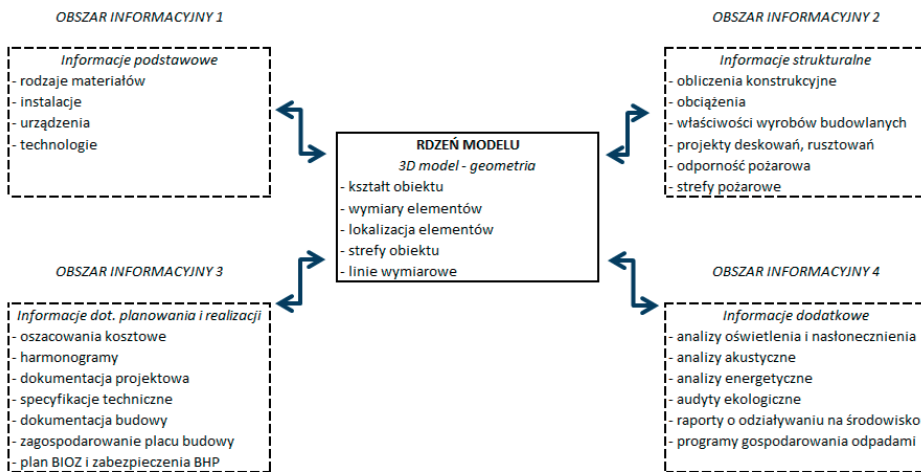 OBSZAR INFORMACYJNY 1
Informacje podstawowe
- rodzaje materiałów
- instalacje
- urządzenia
- technologie
OBSZAR INFORMACYJNY 2
Informacje strukturalne
- obliczenia konstrukcyjne
- obciążenia
- właściwości wyrobów budowlanych
- projekty deskowań, rusztowań
- odporność pożarowa
- strefy pożarowe
RDZEŃ MODELU
3D model - geometria
- kształt obiektu
- wymiary elementów
- lokalizacja elementów
- strefy obiektu
- linie wymiarowe
OBSZAR INFORMACYJNY 3
Informacje dot. planowania i realizacji
- oszacowania kosztowe
- harmonogramy
- dokumentacja projektowa
- specyfikacje techniczne
- dokumentacja budowy
- zagospodarowanie placu budowy
- plan BIOZ i zabezpieczenia BHP
OBSZAR INFORMACYJNY 4
Informacje dodatkowe
- analizy oświetlenia i nasłonecznienia
- analizy akustyczne
- analizy energetyczne
- audyty ekologiczne
- raporty o odziaływaniu na środowisko
- programy gospodarowania odpadami